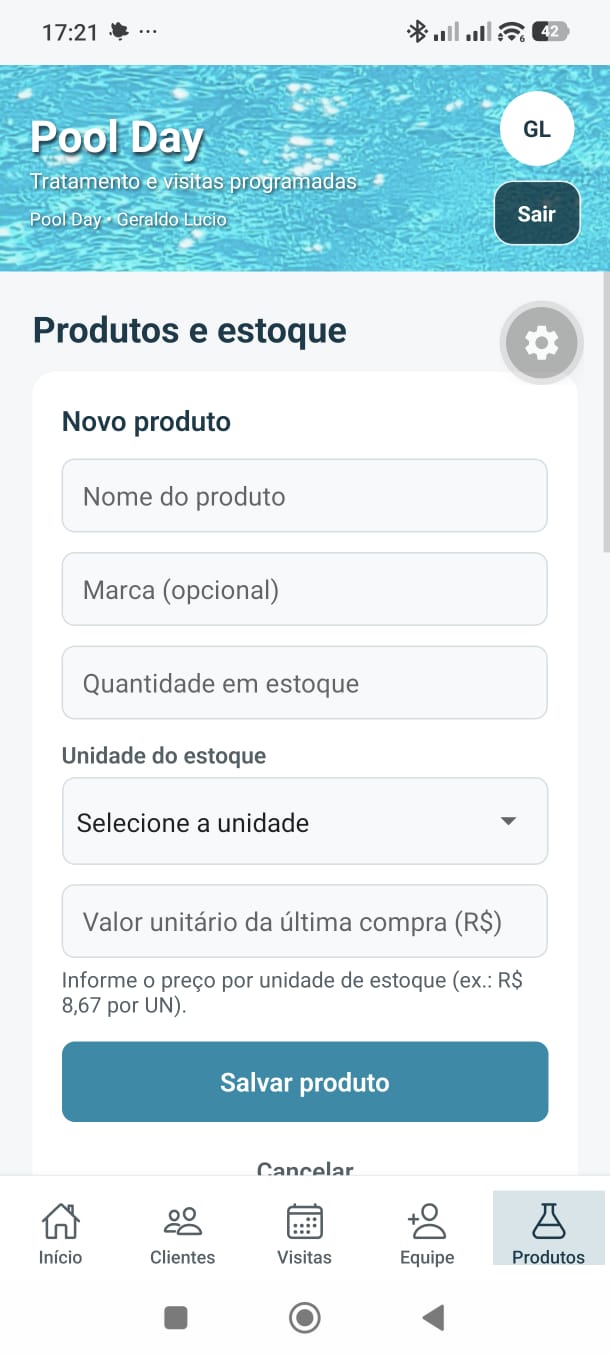 17:21
42
6
Pool Day
GL
Tratamento e visitas programadas
Pool Day • Geraldo Lucio
Sair
Produtos e estoque
Novo produto
Nome do produto
Marca (opcional)
Quantidade em estoque
Unidade do estoque
Selecione a unidade
Valor unitário da última compra (R$)
Informe o preço por unidade de estoque (ex.: R$
8,67 por UN).
Salvar produto
Cancelar
Início
Clientes
Visitas
Equipe
Produtos